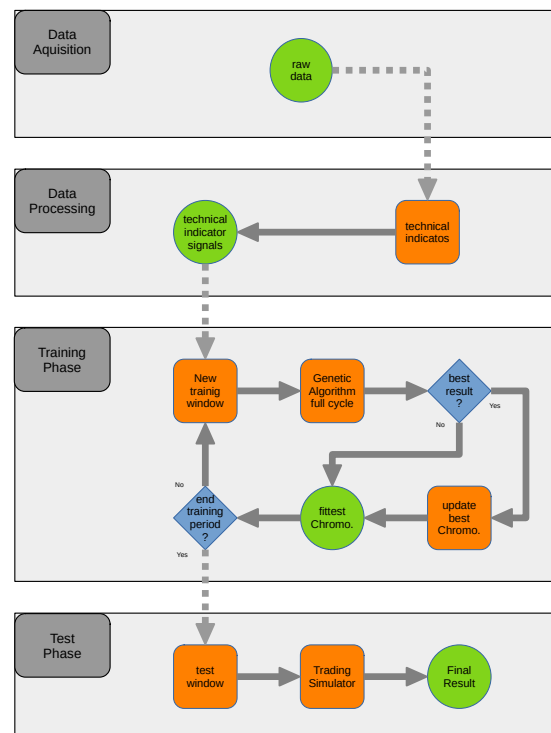 Data
Aquisition
raw
data
Data
Processing
technical
indicator
signals
technical
indicatos
Training
Phase
New
trainig
window
Genetic
Algorithm
full cycle
best
result
?
No
Yes
No
end
training
period
?
Yes
fittest
Chromo.
update
best
Chromo.
Test
Phase
test
window
Trading
Simulator
Final
Result